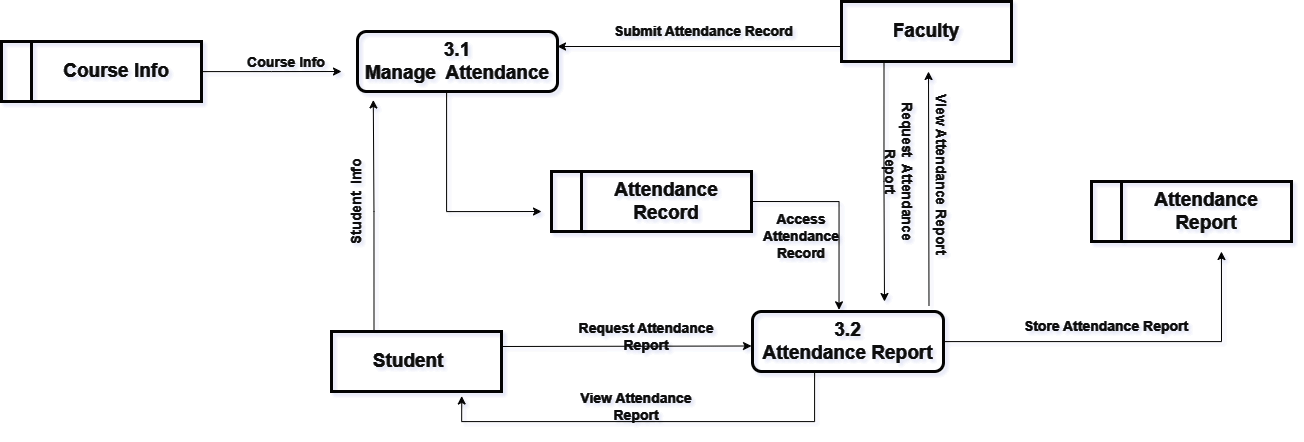 Submit Attendance Record
Faculty
3.1
Manage Attendance
Course Info
Course Info
View Attendance Report
Request Attendance
Report
Student Info
Attendance
Record
Attendance
Report
Access
Attendance
Record
3.2
Attendance Report
Request Attendance
Report
Store Attendance Report
Student
View Attendance
Report